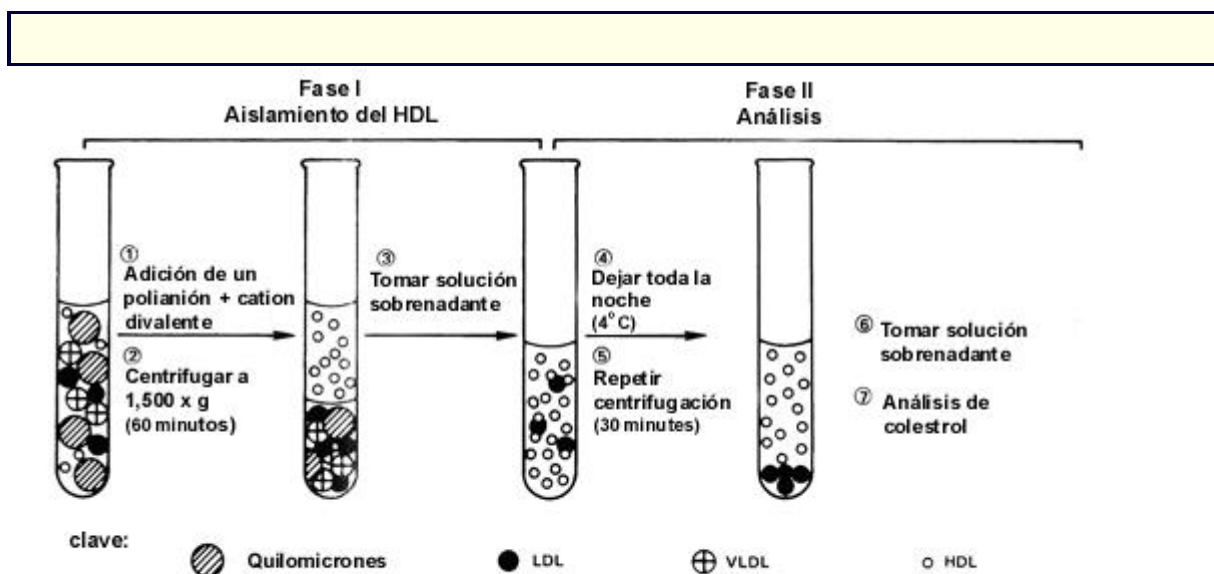 Fase I
Aislamiento del HDL
Fase II
Análisis
①
Adición de un
polianión + cation
divalente
②
Centrifugar a
1,500 x g
(60 minutos)
③
Tomar solución
sobrenadante
④
Dejar toda la
noche
(4°C)
⑤
Repetir
centrifugación
(30 minutes)
⑥ Tomar solución
sobrenadante
⑦ Análisis de
colestrol
clave:
Quilomicrones
LDL
VLDL
HDL